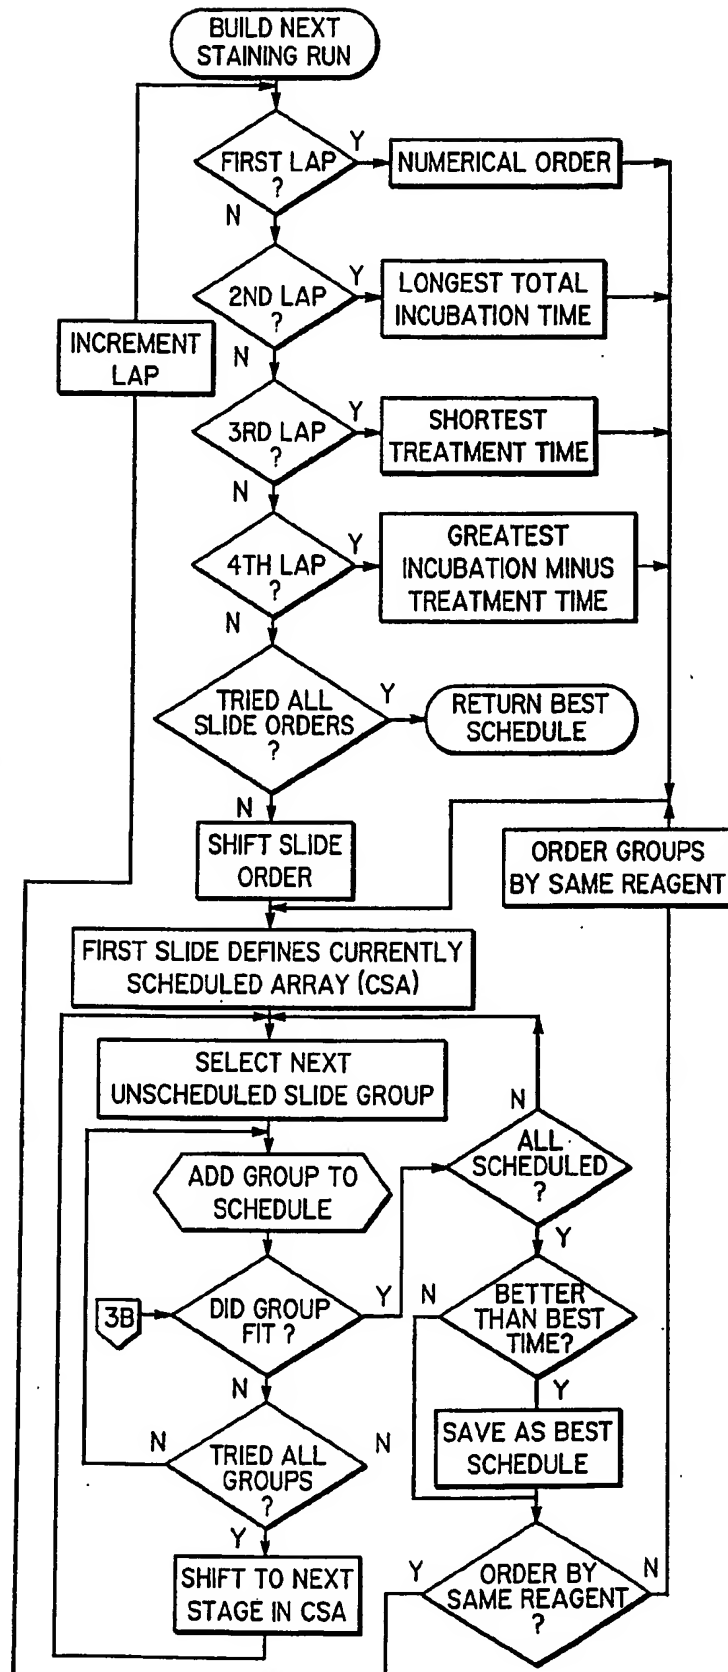 BUILD NEXT
STAINING RUN
FIRST LAP
?
Y
N
NUMERICAL ORDER
2ND LAP
?
Y
N
LONGEST TOTAL
INCUBATION TIME
INCREMENT
LAP
3RD LAP
?
Y
N
SHORTEST
TREATMENT TIME
4TH LAP
?
Y
N
GREATEST
INCUBATION MINUS
TREATMENT TIME
TRIED ALL
SLIDE ORDERS
?
Y
N
RETURN BEST
SCHEDULE
SHIFT SLIDE
ORDER
ORDER GROUPS
BY SAME REAGENT
FIRST SLIDE DEFINES CURRENTLY
SCHEDULED ARRAY (CSA)
SELECT NEXT
UNSCHEDULED SLIDE GROUP
N
ALL
SCHEDULED
?
Y
ADD GROUP TO
SCHEDULE
3B
DID GROUP
FIT ?
Y
N
N
BETTER
THAN BEST
TIME?
Y
N
TRIED ALL
GROUPS
?
N
Y
SAVE AS BEST
SCHEDULE
SHIFT TO NEXT
STAGE IN CSA
Y
ORDER BY
SAME REAGENT
?
N